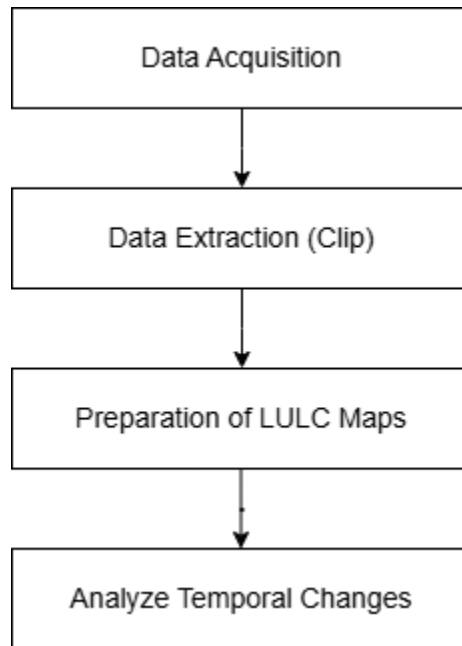 Data Acquisition
Data Extraction (Clip)
Preparation of LULC Maps
Analyze Temporal Changes